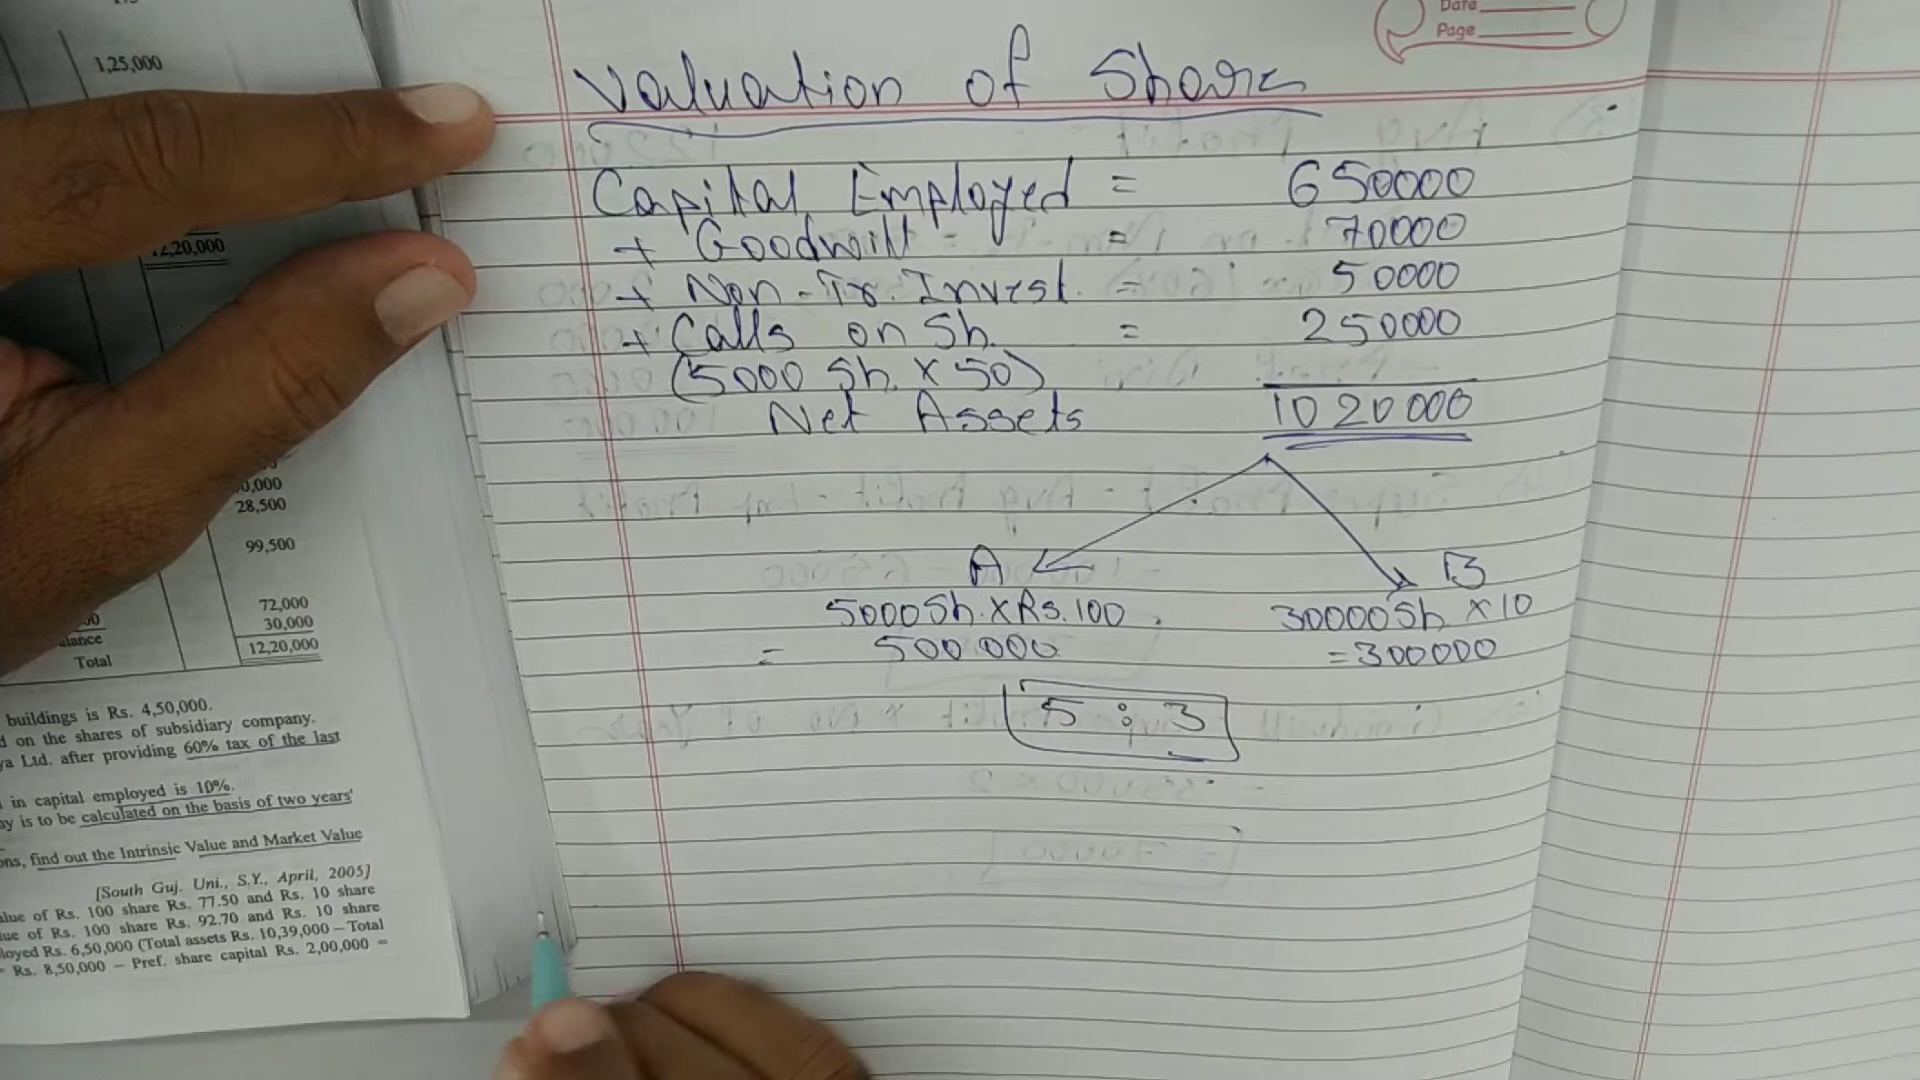 Date
Page
Valuation of Share
Capital Employed = 650000
+ Goodwill = 70000
+ Non-Tr. Invest. = 50000
+ Calls on Sh. = 250000
(5000 Sh. x 50)
Net Assets 1020000
A B
5000 Sh. x Rs. 100 30000 Sh x 10
= 500 000 = 300000
5 : 3
1,25,000
12,20,000
28,500
99,500
72,000
30,000
Total 12,20,000
buildings is Rs. 4,50,000.
on the shares of subsidiary company.
Ltd. after providing 60% tax of the last
in capital employed is 10%.
is to be calculated on the basis of two years'
find out the Intrinsic Value and Market Value
[South Guj. Uni., S.Y., April, 2005]
of Rs. 100 share Rs. 77.50 and Rs. 10 share
of Rs. 100 share Rs. 92.70 and Rs. 10 share
Rs. 6,50,000 (Total assets Rs. 10,39,000 – Total
Rs. 8,50,000 – Pref. share capital Rs. 2,00,000 =